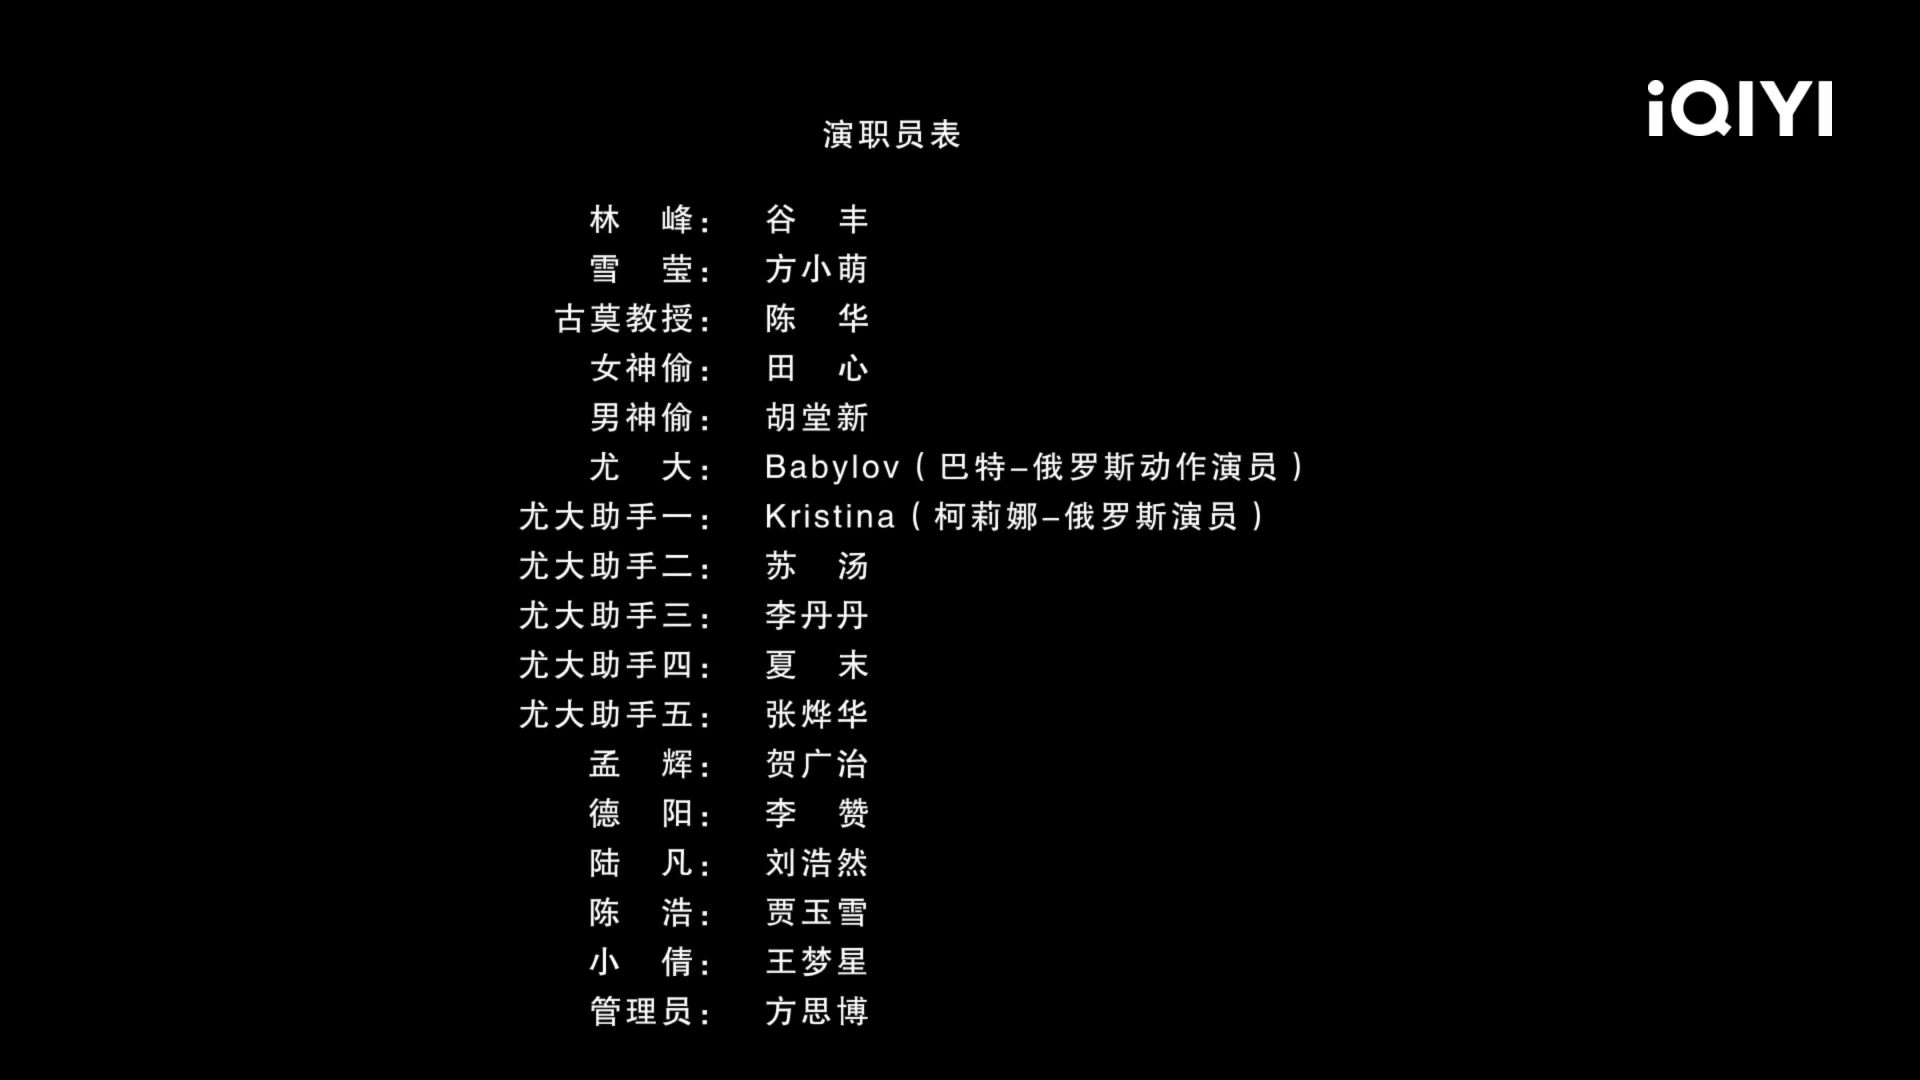 iQIYI
演职员表
林　峰：　谷　丰
雪　莹：　方小萌
古莫教授：　陈　华
女神偷：　田　心
男神偷：　胡堂新
尤　大：　Babylov（巴特–俄罗斯动作演员）
尤大助手一：　Kristina（柯莉娜–俄罗斯演员）
尤大助手二：　苏　汤
尤大助手三：　李丹丹
尤大助手四：　夏　末
尤大助手五：　张烨华
孟　辉：　贺广治
德　阳：　李　赞
陆　凡：　刘浩然
陈　浩：　贾玉雪
小　倩：　王梦星
管理员：　方思博